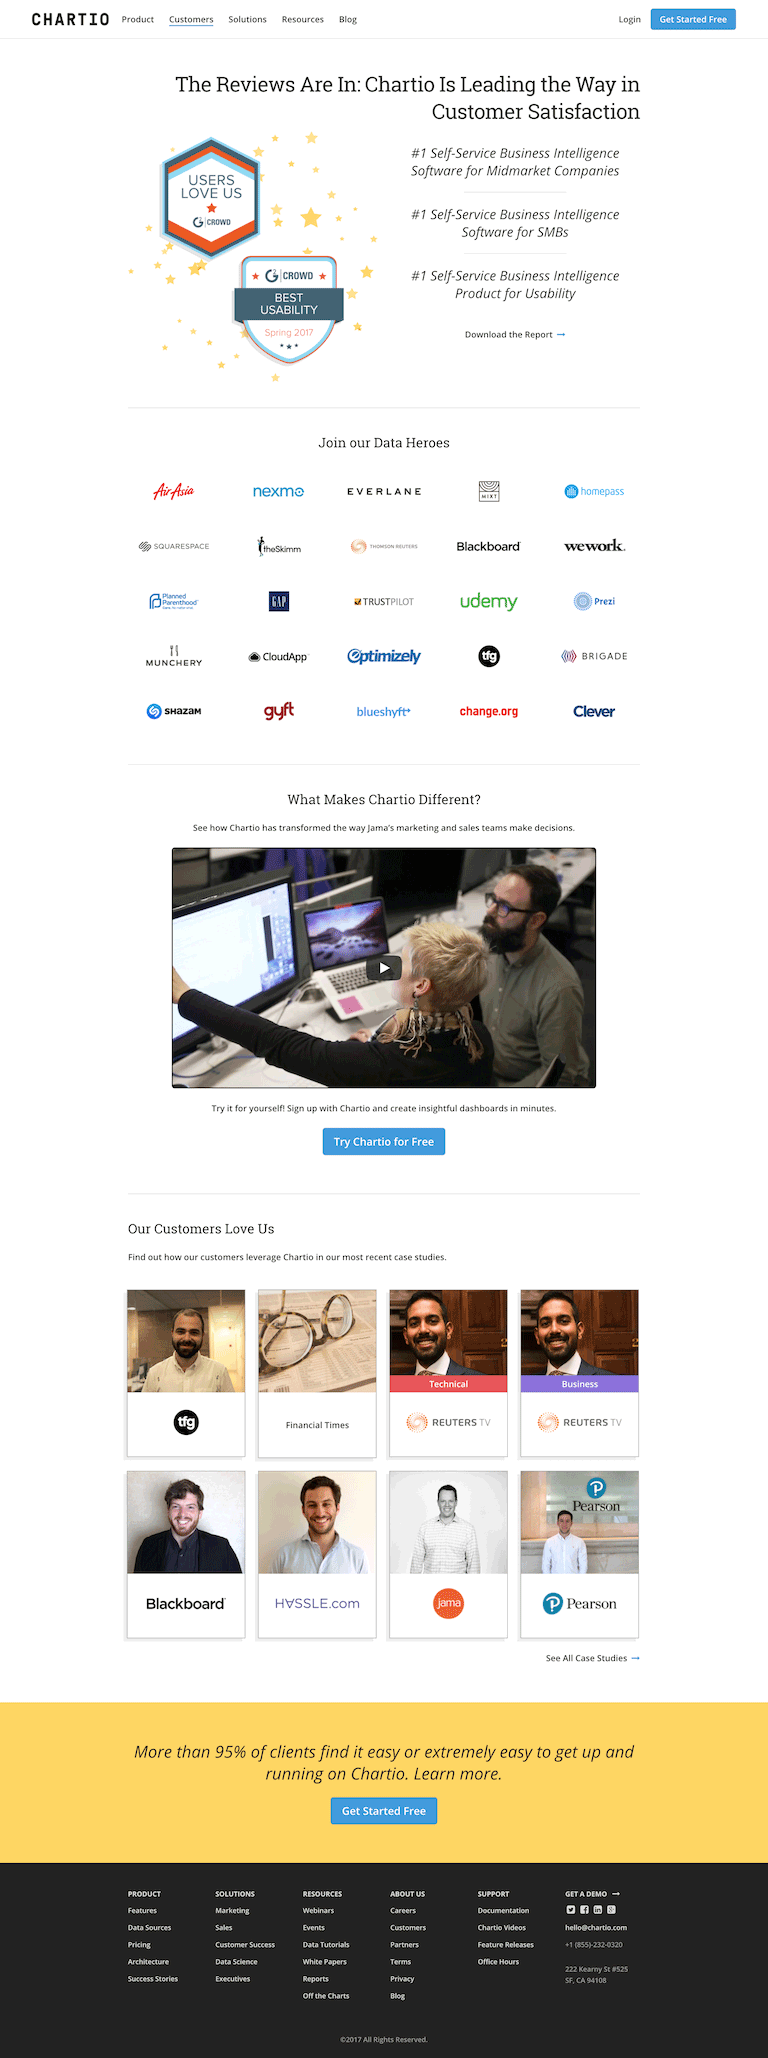 CHARTIO Product Customers Solutions Resources Blog Login Get Started Free
The Reviews Are In: Chartio Is Leading the Way in
Customer Satisfaction
USERS
LOVE US
G2 CROWD
G2 CROWD
BEST
USABILITY
Spring 2017
#1 Self-Service Business Intelligence
Software for Midmarket Companies
#1 Self-Service Business Intelligence
Software for SMBs
#1 Self-Service Business Intelligence
Product for Usability
Download the Report →
Join our Data Heroes
AirAsia nexmo EVERLANE MIXT homepass
SQUARESPACE theSkimm THOMSON REUTERS Blackboard wework.
Planned
Parenthood
GAP TRUSTPILOT udemy Prezi
MUNCHERY CloudApp Optimizely tfg BRIGADE
SHAZAM gyft blueshyft change.org Clever
What Makes Chartio Different?
See how Chartio has transformed the way Jama's marketing and sales teams make decisions.
Try it for yourself! Sign up with Chartio and create insightful dashboards in minutes.
Try Chartio for Free
Our Customers Love Us
Find out how our customers leverage Chartio in our most recent case studies.
Technical Business
tfg Financial Times REUTERS TV REUTERS TV
Pearson
Blackboard HASSLE.com jama Pearson
See All Case Studies →
More than 95% of clients find it easy or extremely easy to get up and
running on Chartio. Learn more.
Get Started Free
PRODUCT SOLUTIONS RESOURCES ABOUT US SUPPORT GET A DEMO →
Features Marketing Webinars Careers Documentation
Data Sources Sales Events Customers Chartio Videos hello@chartio.com
Pricing Customer Success Data Tutorials Partners Feature Releases +1 (855)-232-0320
Architecture Data Science White Papers Terms Office Hours
222 Kearny St #525
Success Stories Executives Reports Privacy SF, CA 94108
Off the Charts Blog
©2017 All Rights Reserved.